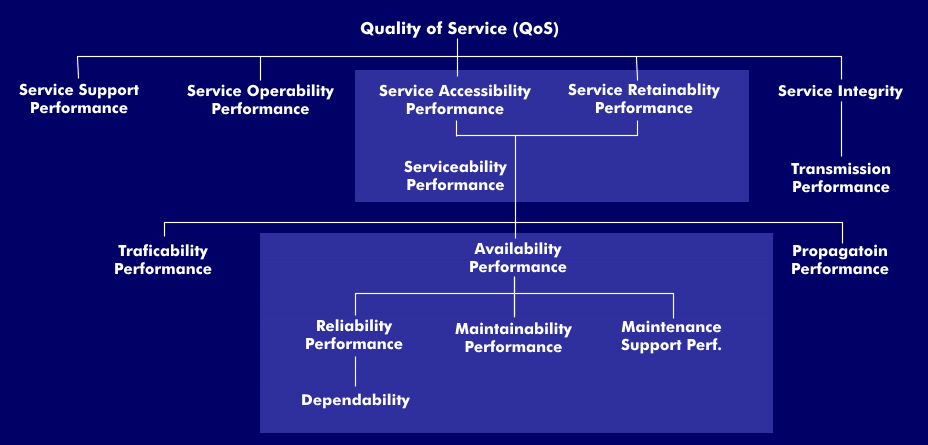 Quality of Service (QoS)
Service Support
Performance
Service Operability
Performance
Service Accessibility
Performance
Service Retainablity
Performance
Service Integrity
Serviceability
Performance
Transmission
Performance
Traficability
Performance
Availability
Performance
Propagatoin
Performance
Reliability
Performance
Maintainability
Performance
Maintenance
Support Perf.
Dependability